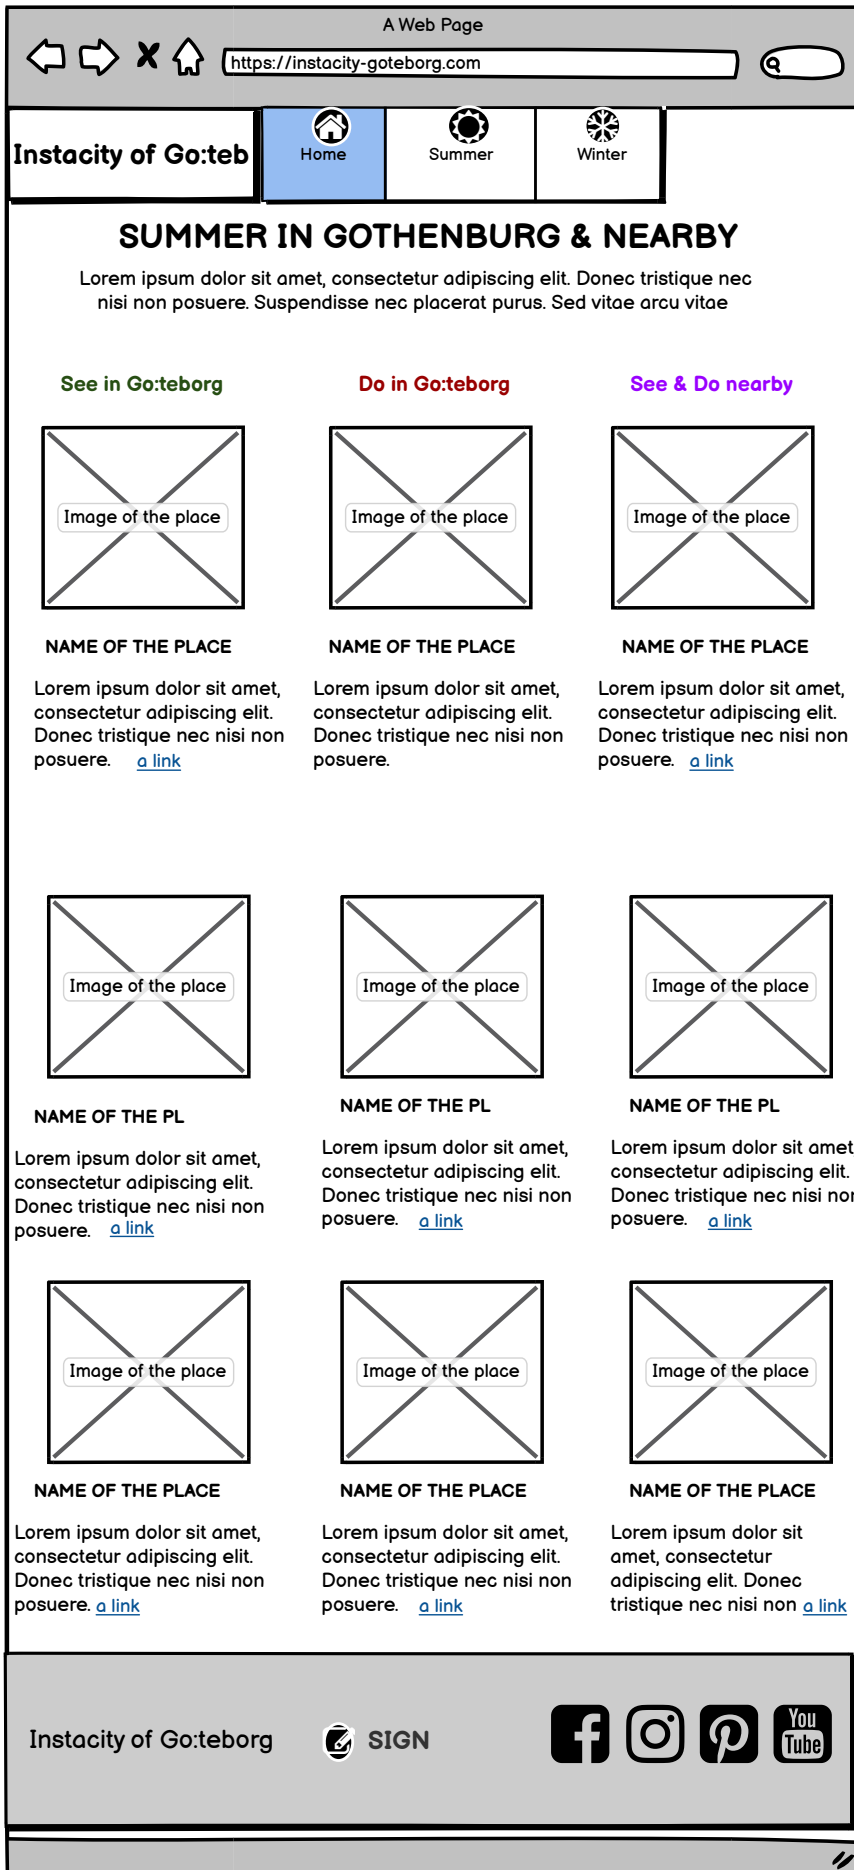 A Web Page
https://instacity-goteborg.com
Instacity of Go:teb
Home
Summer
Winter
SUMMER IN GOTHENBURG & NEARBY
Lorem ipsum dolor sit amet, consectetur adipiscing elit. Donec tristique nec
nisi non posuere. Suspendisse nec placerat purus. Sed vitae arcu vitae
See in Go:teborg
Do in Go:teborg
See & Do nearby
Image of the place
Image of the place
Image of the place
NAME OF THE PLACE
NAME OF THE PLACE
NAME OF THE PLACE
Lorem ipsum dolor sit amet,
consectetur adipiscing elit.
Donec tristique nec nisi non
posuere. a link
Lorem ipsum dolor sit amet,
consectetur adipiscing elit.
Donec tristique nec nisi non
posuere.
Lorem ipsum dolor sit amet,
consectetur adipiscing elit.
Donec tristique nec nisi non
posuere. a link
Image of the place
Image of the place
Image of the place
NAME OF THE PL
NAME OF THE PL
NAME OF THE PL
Lorem ipsum dolor sit amet,
consectetur adipiscing elit.
Donec tristique nec nisi non
posuere. a link
Lorem ipsum dolor sit amet,
consectetur adipiscing elit.
Donec tristique nec nisi non
posuere. a link
Lorem ipsum dolor sit amet
consectetur adipiscing elit.
Donec tristique nec nisi non
posuere. a link
Image of the place
Image of the place
Image of the place
NAME OF THE PLACE
NAME OF THE PLACE
NAME OF THE PLACE
Lorem ipsum dolor sit amet,
consectetur adipiscing elit.
Donec tristique nec nisi non
posuere. a link
Lorem ipsum dolor sit amet,
consectetur adipiscing elit.
Donec tristique nec nisi non
posuere. a link
Lorem ipsum dolor sit
amet, consectetur
adipiscing elit. Donec
tristique nec nisi non a link
Instacity of Go:teborg
SIGN
You
Tube